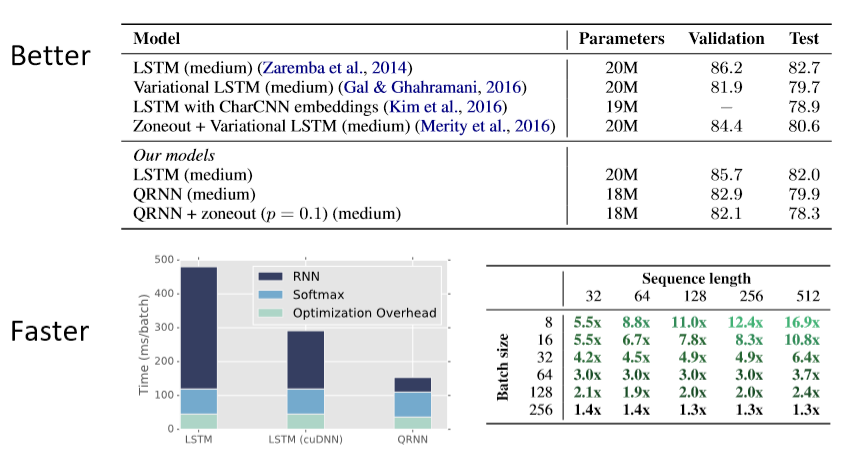 Better
Model Parameters Validation Test
LSTM (medium) (Zaremba et al., 2014) 20M 86.2 82.7
Variational LSTM (medium) (Gal & Ghahramani, 2016) 20M 81.9 79.7
LSTM with CharCNN embeddings (Kim et al., 2016) 19M − 78.9
Zoneout + Variational LSTM (medium) (Merity et al., 2016) 20M 84.4 80.6
Our models
LSTM (medium) 20M 85.7 82.0
QRNN (medium) 18M 82.9 79.9
QRNN + zoneout (p = 0.1) (medium) 18M 82.1 78.3
Faster
Time (ms/batch)
500
400
300
200
100
0
RNN
Softmax
Optimization Overhead
LSTM LSTM (cuDNN) QRNN
Sequence length
32 64 128 256 512
Batch size
8 5.5x 8.8x 11.0x 12.4x 16.9x
16 5.5x 6.7x 7.8x 8.3x 10.8x
32 4.2x 4.5x 4.9x 4.9x 6.4x
64 3.0x 3.0x 3.0x 3.0x 3.7x
128 2.1x 1.9x 2.0x 2.0x 2.4x
256 1.4x 1.4x 1.3x 1.3x 1.3x